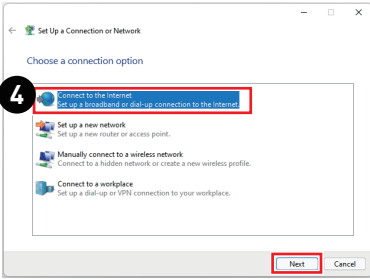 Set Up a Connection or Network
Choose a connection option
4
Connect to the Internet
Set up a broadband or dial-up connection to the Internet.
Set up a new network
Set up a new router or access point.
Manually connect to a wireless network
Connect to a hidden network or create a new wireless profile.
Connect to a workplace
Set up a dial-up or VPN connection to your workplace.
Next
Cancel